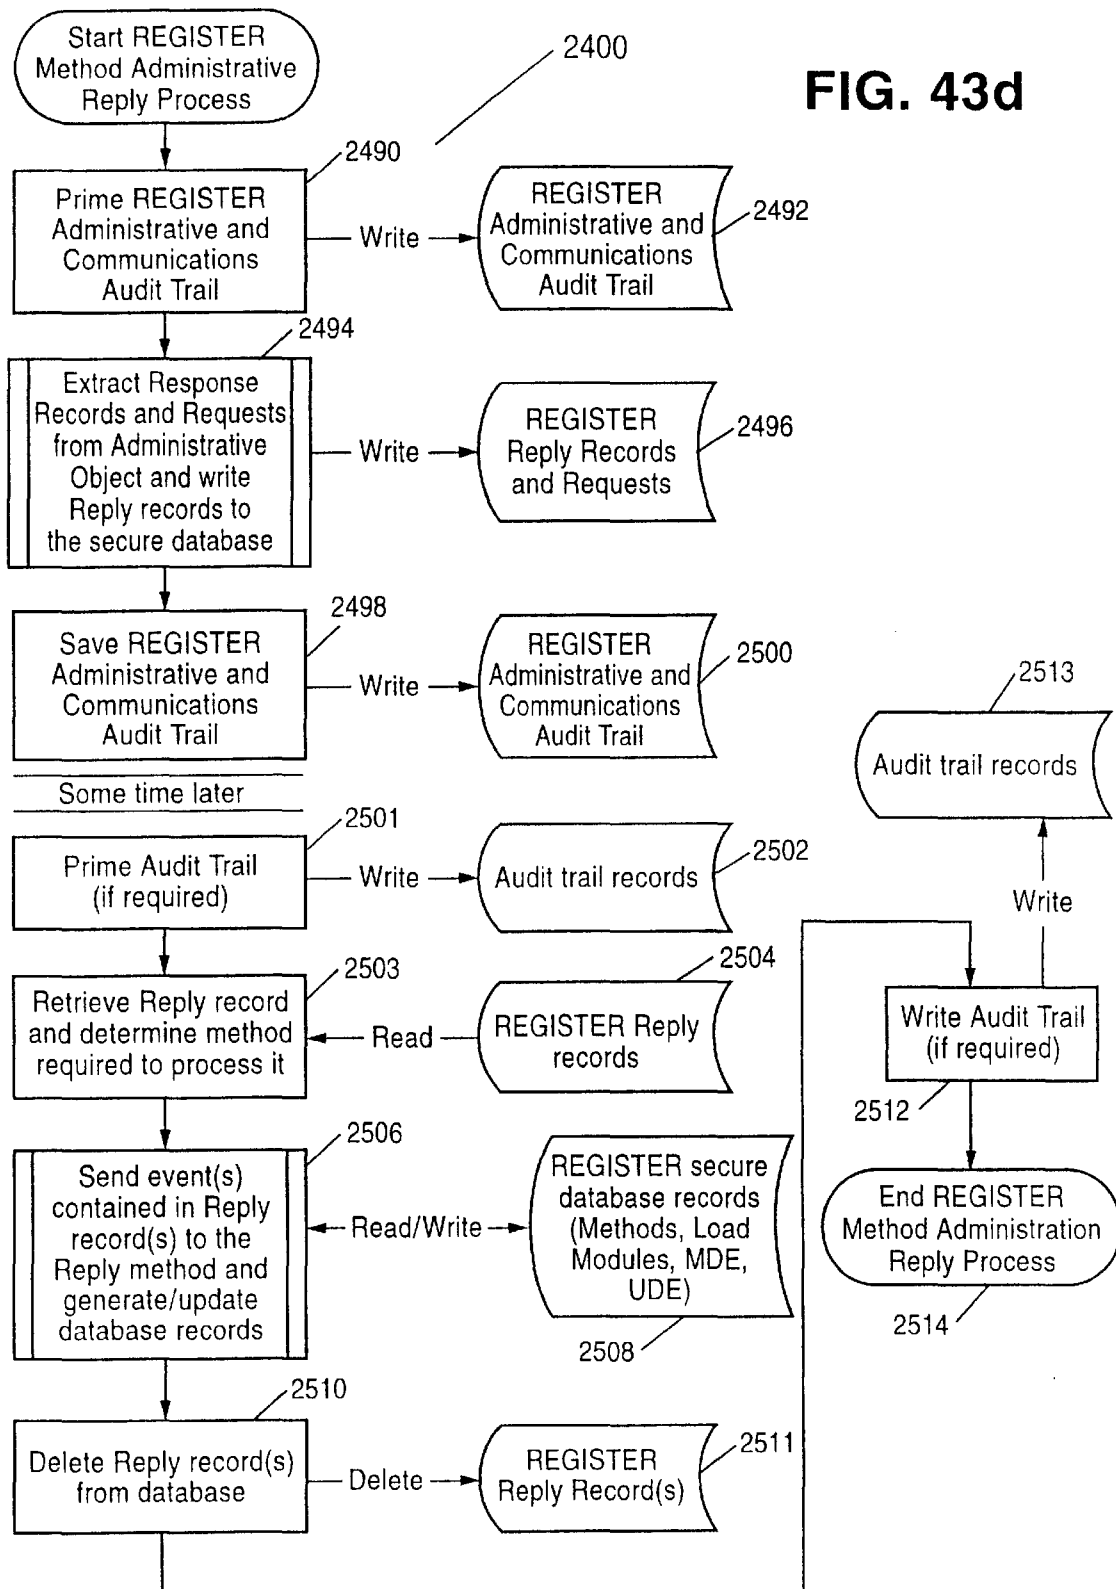 Start REGISTER
Method Administrative
Reply Process
2400
FIG. 43d
2490
Prime REGISTER
Administrative and
Communications
Audit Trail
Write
REGISTER
Administrative and
Communications
Audit Trail
2492
2494
Extract Response
Records and Requests
from Administrative
Object and write
Reply records to
the secure database
Write
REGISTER
Reply Records
and Requests
2496
2498
Save REGISTER
Administrative and
Communications
Audit Trail
Write
REGISTER
Administrative and
Communications
Audit Trail
2500
Some time later
2501
Prime Audit Trail
(if required)
Write
Audit trail records
2502
2503
Retrieve Reply record
and determine method
required to process it
Read
REGISTER Reply
records
2504
2506
Send event(s)
contained in Reply
record(s) to the
Reply method and
generate/update
database records
Read/Write
REGISTER secure
database records
(Methods, Load
Modules, MDE,
UDE)
2508
2510
Delete Reply record(s)
from database
Delete
REGISTER
Reply Record(s)
2511
2513
Audit trail records
Write
Write Audit Trail
(if required)
2512
End REGISTER
Method Administration
Reply Process
2514